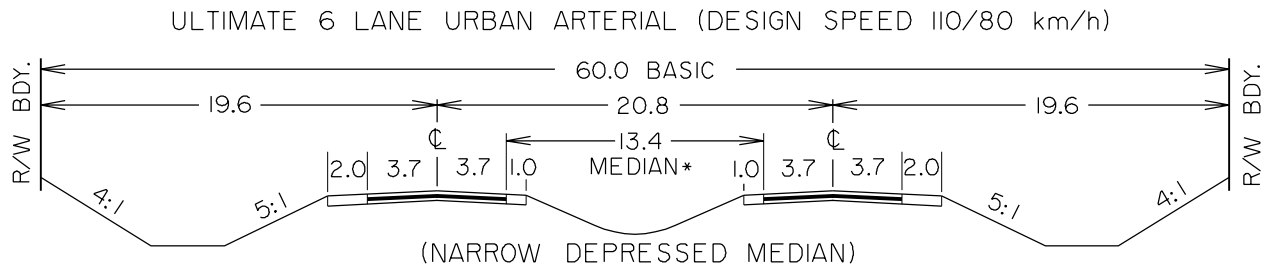 ULTIMATE 6 LANE URBAN ARTERIAL (DESIGN SPEED 110/80 km/h)
R/W BDY.
60.0 BASIC
R/W BDY.
19.6
20.8
19.6
℄
13.4
℄
2.0 3.7 3.7 1.0
MEDIAN*
1.0 3.7 3.7 2.0
4:1
5:1
5:1
4:1
(NARROW DEPRESSED MEDIAN)